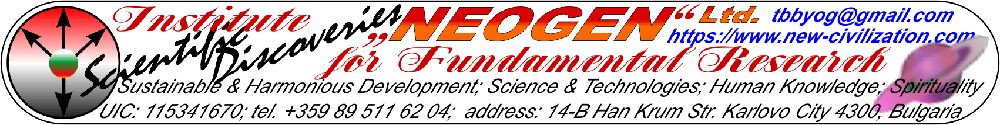 Institute
for Fundamental Research
Scientific
Discoveries
„NEOGEN“ Ltd.
tbbyog@gmail.com
https://www.new-civilization.com
Sustainable & Harmonious Development; Science & Technologies; Human Knowledge; Spirituality
UIC: 115341670; tel. +359 89 511 62 04; address: 14-B Han Krum Str. Karlovo City 4300, Bulgaria